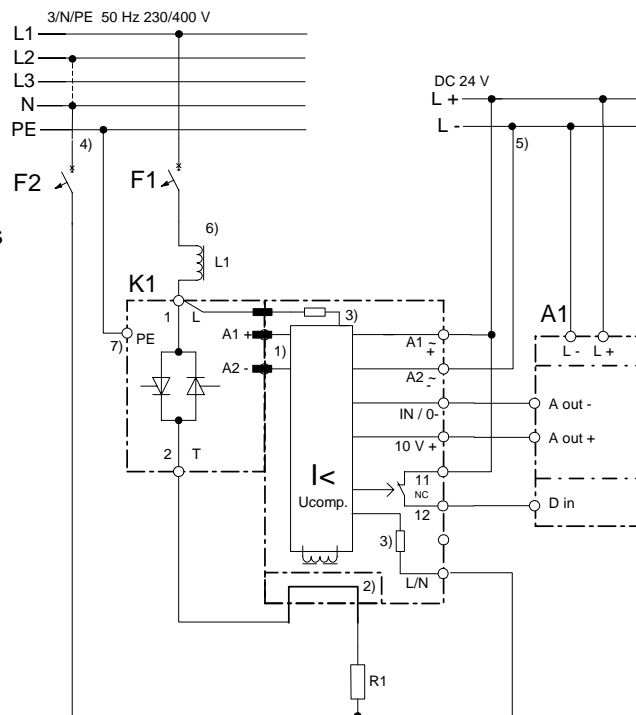 3/N/PE 50 Hz 230/400 V
L1
L2
L3
N
PE
DC 24 V
L +
L -
4)
5)
F2
F1
s
6)
L1
K1
A1
1
L
3)
L -
L +
7)
PE
A1 +
1)
A2 -
A1 ~
+
A2 ~
-
IN / 0-
A out -
10 V +
A out +
2
T
I<
Ucomp.
11
NC
12
D in
3)
L/N
2)
R1